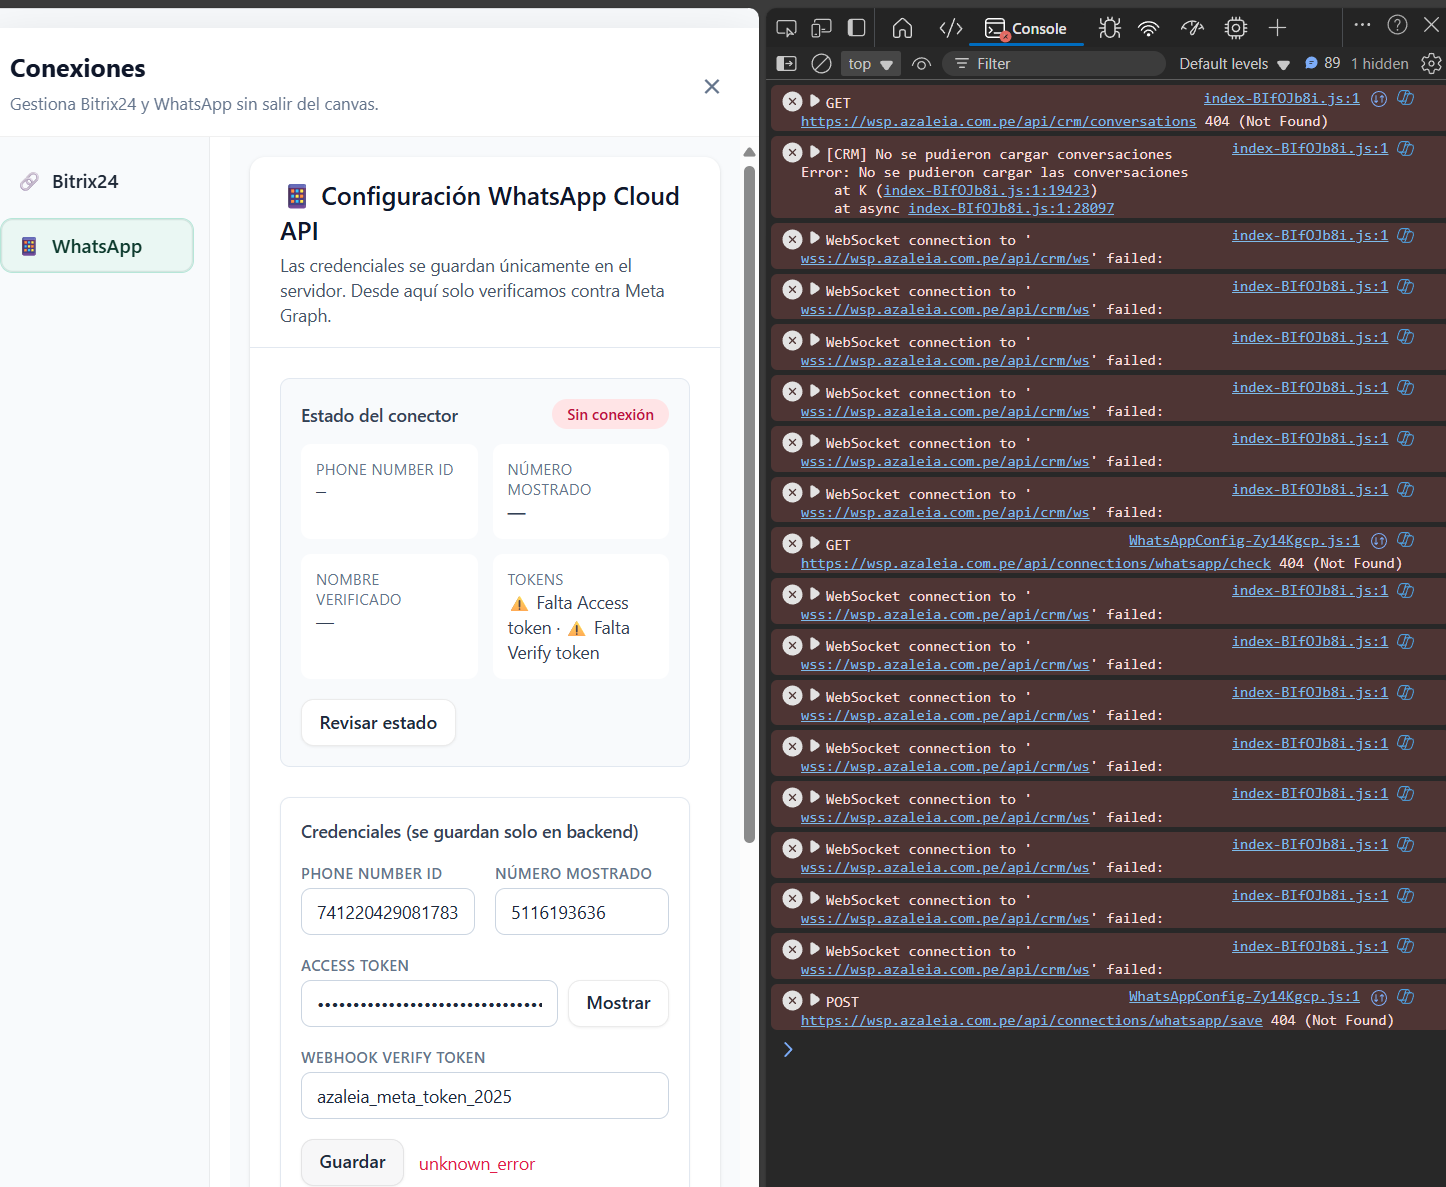 Conexiones
Gestiona Bitrix24 y WhatsApp sin salir del canvas.
Bitrix24
WhatsApp
Configuración WhatsApp Cloud
API
Las credenciales se guardan únicamente en el
servidor. Desde aquí solo verificamos contra Meta
Graph.
Estado del conector
Sin conexión
PHONE NUMBER ID
—
NÚMERO
MOSTRADO
—
NOMBRE
VERIFICADO
—
TOKENS
⚠️ Falta Access
token · ⚠️ Falta
Verify token
Revisar estado
Credenciales (se guardan solo en backend)
PHONE NUMBER ID
741220429081783
NÚMERO MOSTRADO
5116193636
ACCESS TOKEN
••••••••••••••••••••••••••••••••
Mostrar
WEBHOOK VERIFY TOKEN
azaleia_meta_token_2025
Guardar
unknown_error
Console
top
Filter
Default levels
89
1 hidden
GET index-BIfOJb8i.js:1
https://wsp.azaleia.com.pe/api/crm/conversations 404 (Not Found)
[CRM] No se pudieron cargar conversaciones index-BIfOJb8i.js:1
Error: No se pudieron cargar las conversaciones
at K (index-BIfOJb8i.js:1:19423)
at async index-BIfOJb8i.js:1:28097
WebSocket connection to ' index-BIfOJb8i.js:1
wss://wsp.azaleia.com.pe/api/crm/ws' failed:
WebSocket connection to ' index-BIfOJb8i.js:1
wss://wsp.azaleia.com.pe/api/crm/ws' failed:
WebSocket connection to ' index-BIfOJb8i.js:1
wss://wsp.azaleia.com.pe/api/crm/ws' failed:
WebSocket connection to ' index-BIfOJb8i.js:1
wss://wsp.azaleia.com.pe/api/crm/ws' failed:
WebSocket connection to ' index-BIfOJb8i.js:1
wss://wsp.azaleia.com.pe/api/crm/ws' failed:
WebSocket connection to ' index-BIfOJb8i.js:1
wss://wsp.azaleia.com.pe/api/crm/ws' failed:
GET WhatsAppConfig-Zy14Kgcp.js:1
https://wsp.azaleia.com.pe/api/connections/whatsapp/check 404 (Not Found)
WebSocket connection to ' index-BIfOJb8i.js:1
wss://wsp.azaleia.com.pe/api/crm/ws' failed:
WebSocket connection to ' index-BIfOJb8i.js:1
wss://wsp.azaleia.com.pe/api/crm/ws' failed:
WebSocket connection to ' index-BIfOJb8i.js:1
wss://wsp.azaleia.com.pe/api/crm/ws' failed:
WebSocket connection to ' index-BIfOJb8i.js:1
wss://wsp.azaleia.com.pe/api/crm/ws' failed:
WebSocket connection to ' index-BIfOJb8i.js:1
wss://wsp.azaleia.com.pe/api/crm/ws' failed:
WebSocket connection to ' index-BIfOJb8i.js:1
wss://wsp.azaleia.com.pe/api/crm/ws' failed:
WebSocket connection to ' index-BIfOJb8i.js:1
wss://wsp.azaleia.com.pe/api/crm/ws' failed:
WebSocket connection to ' index-BIfOJb8i.js:1
wss://wsp.azaleia.com.pe/api/crm/ws' failed:
POST WhatsAppConfig-Zy14Kgcp.js:1
https://wsp.azaleia.com.pe/api/connections/whatsapp/save 404 (Not Found)